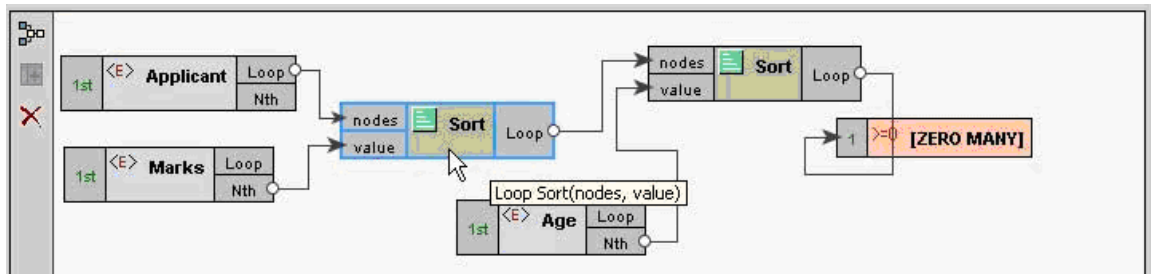 1st <E> Applicant Loop
Nth
1st <E> Marks Loop
Nth
nodes Sort Loop
value
Loop Sort(nodes, value)
1st <E> Age Loop
Nth
nodes Sort Loop
value
1 >=0 [ZERO MANY]